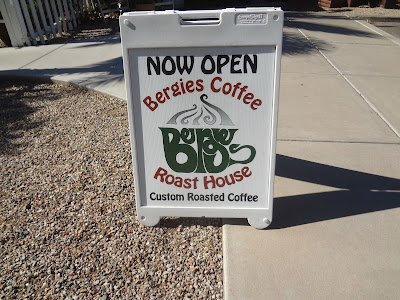 NOW OPEN
Bergies Coffee
Bergies
Roast House
Custom Roasted Coffee